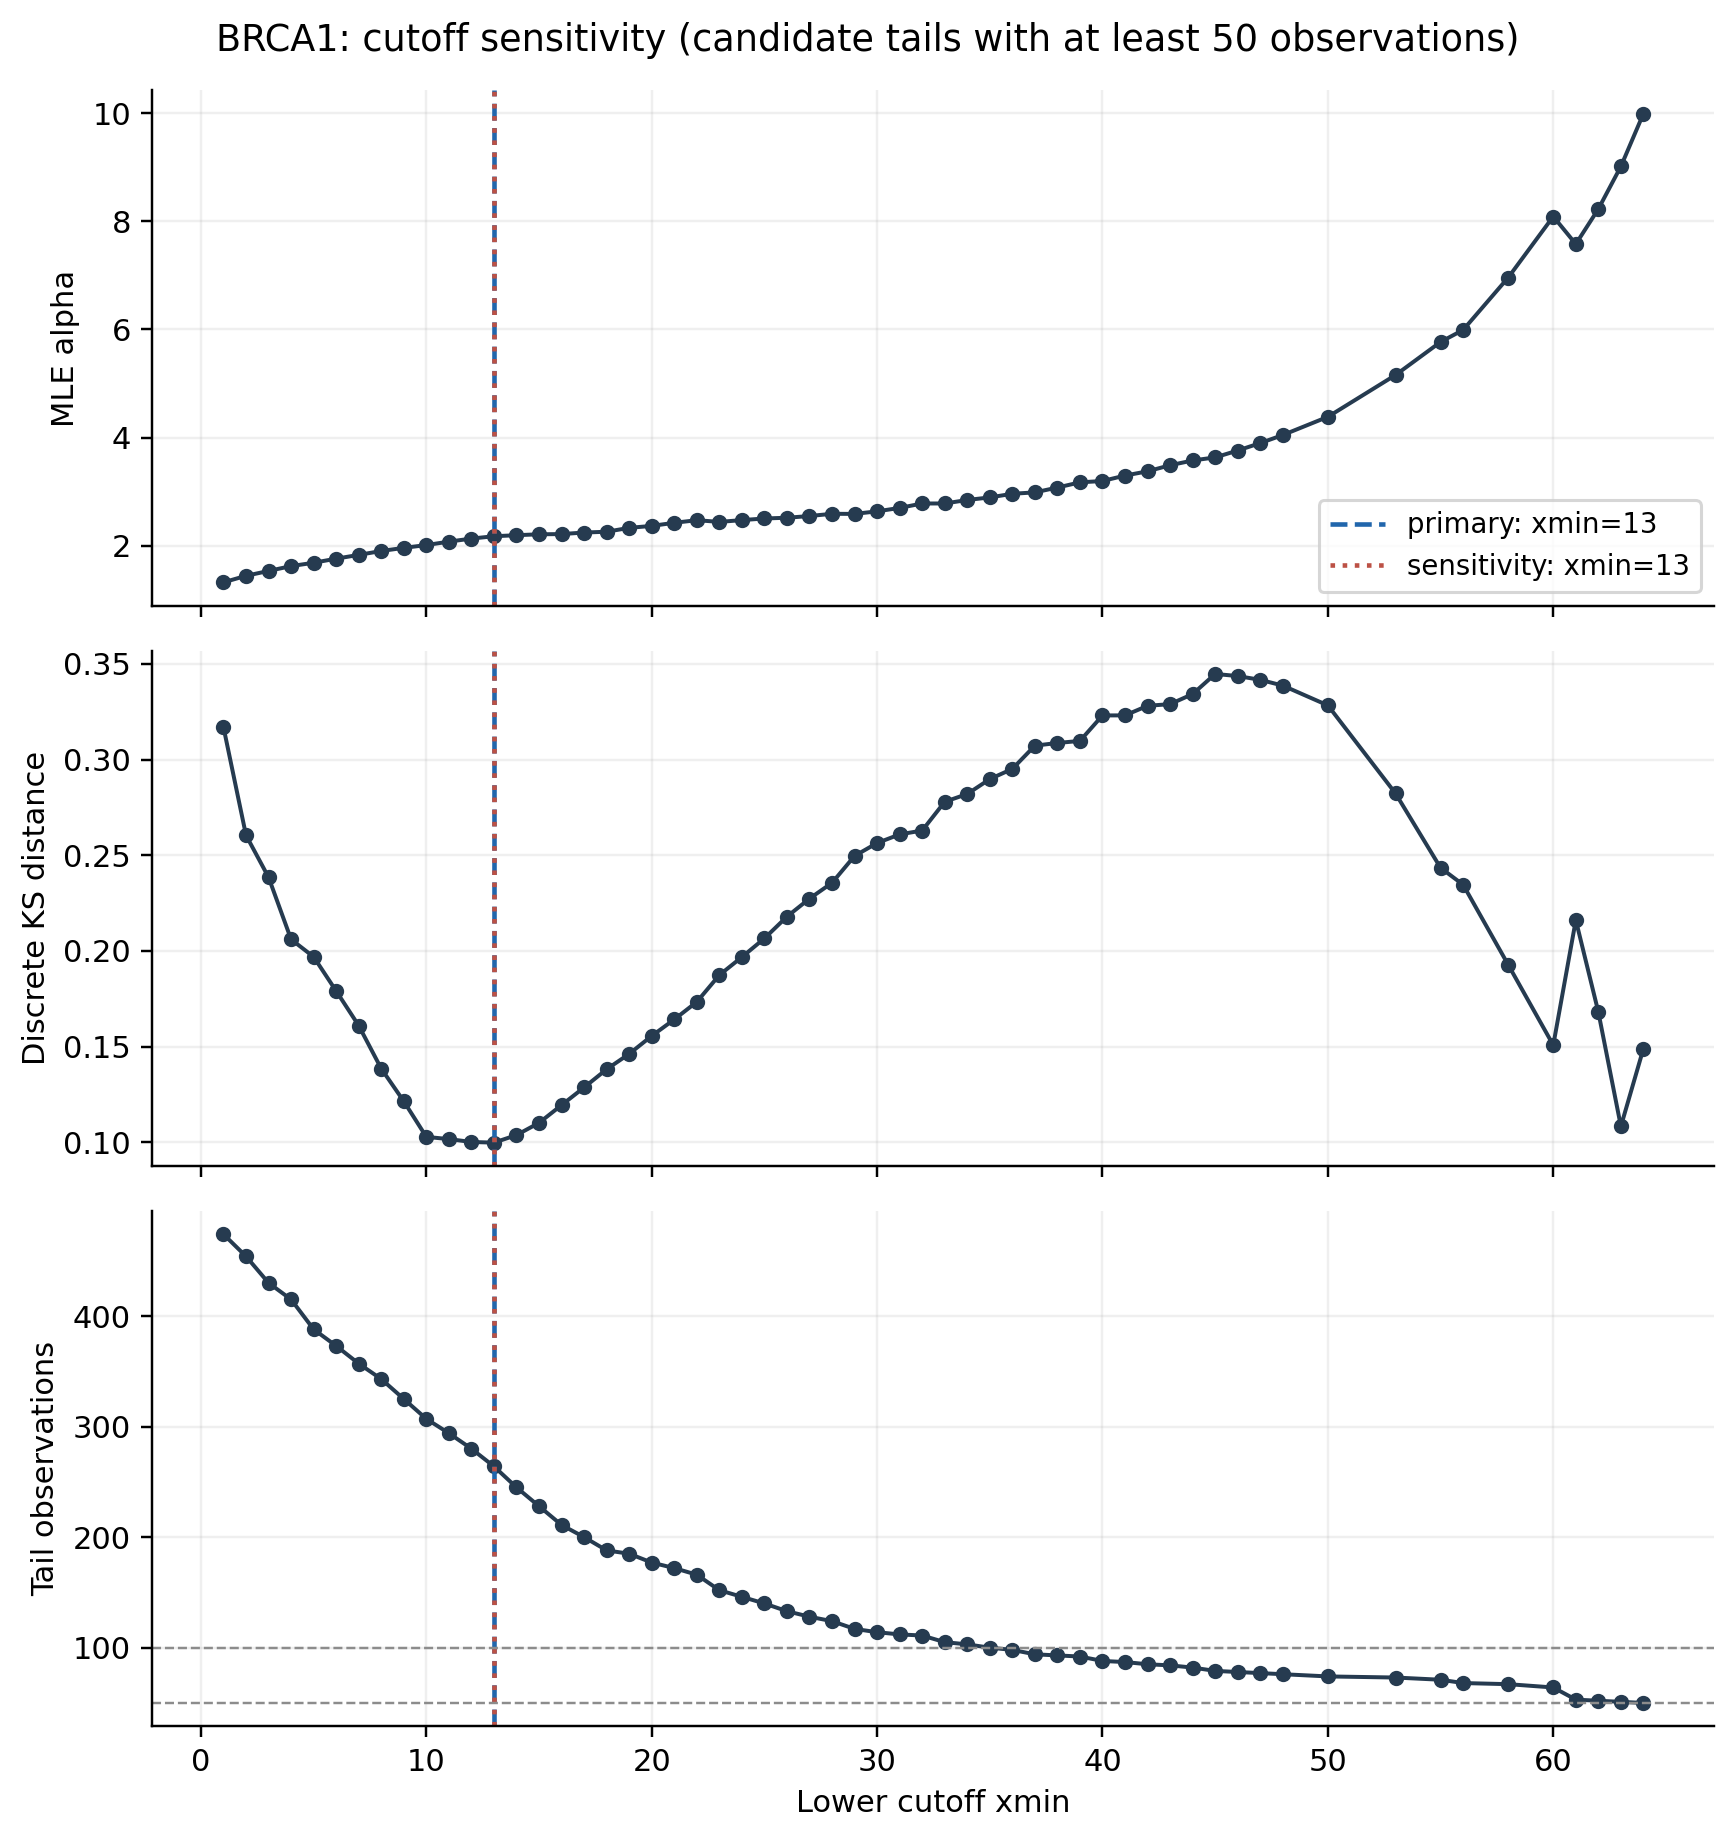 BRCA1: cutoff sensitivity (candidate tails with at least 50 observations)
10
8
6
4
2
MLE alpha
primary: xmin=13
sensitivity: xmin=13
0.35
0.30
0.25
0.20
0.15
0.10
Discrete KS distance
400
300
200
100
Tail observations
0 10 20 30 40 50 60
Lower cutoff xmin